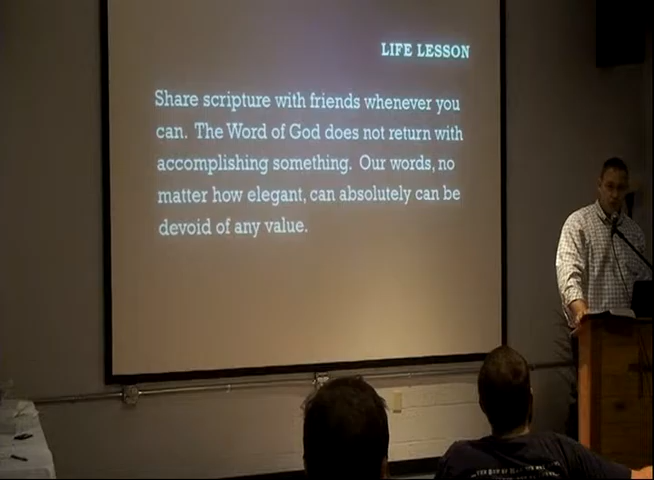 LIFE LESSON
Share scripture with friends whenever you
can. The Word of God does not return with
accomplishing something. Our words, no
matter how elegant, can absolutely can be
devoid of any value.